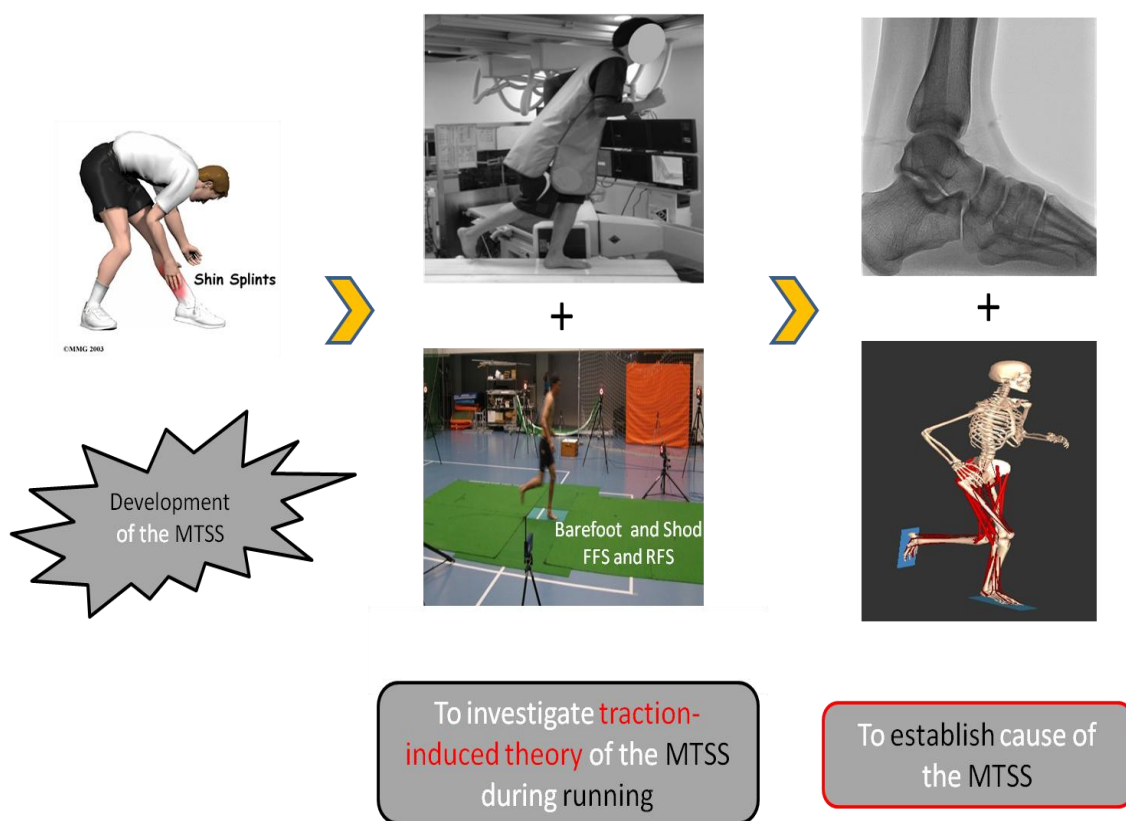 Shin Splints
©MMG 2003
Development
of the MTSS
+
Barefoot and Shod
FFS and RFS
+
To investigate traction-
induced theory of the MTSS
during running
To establish cause of
the MTSS